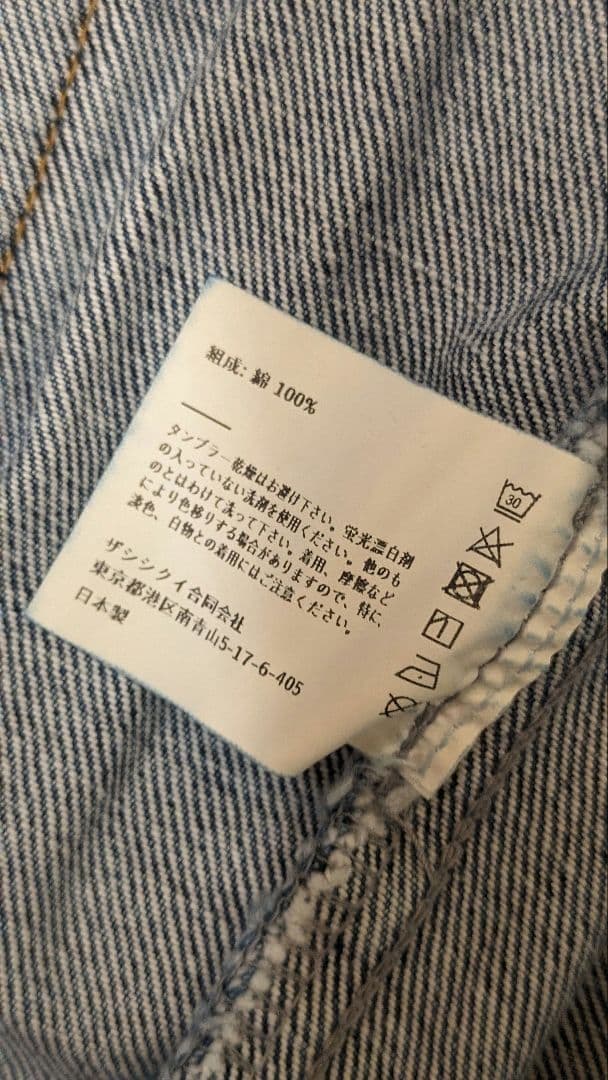 組成: 綿 100%
タンブラー乾燥はお避け下さい。蛍光漂白剤
の入っていない洗剤を使用ください。他のも
のとはわけて洗って下さい。着用、摩擦など
により色移りする場合がありますので、特に
淡色、白物との着用にはご注意ください。
ザシシクイ合同会社
東京都港区南青山5-17-6-405
日本製
30